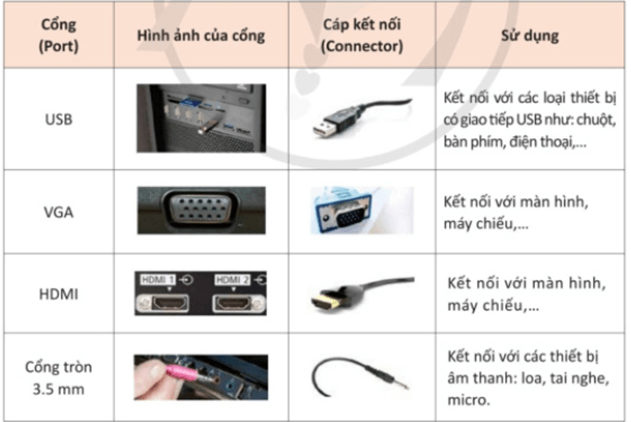 Cổng
(Port)
Hình ảnh của cổng
Cáp kết nối
(Connector)
Sử dụng
USB
Kết nối với các loại thiết bị
có giao tiếp USB như: chuột,
bàn phím, điện thoại,...
VGA
Kết nối với màn hình,
máy chiếu,...
HDMI
HDMI 1
HDMI 2
Kết nối với màn hình,
máy chiếu,...
Cổng tròn
3.5 mm
Kết nối với các thiết bị
âm thanh: loa, tai nghe,
micro.